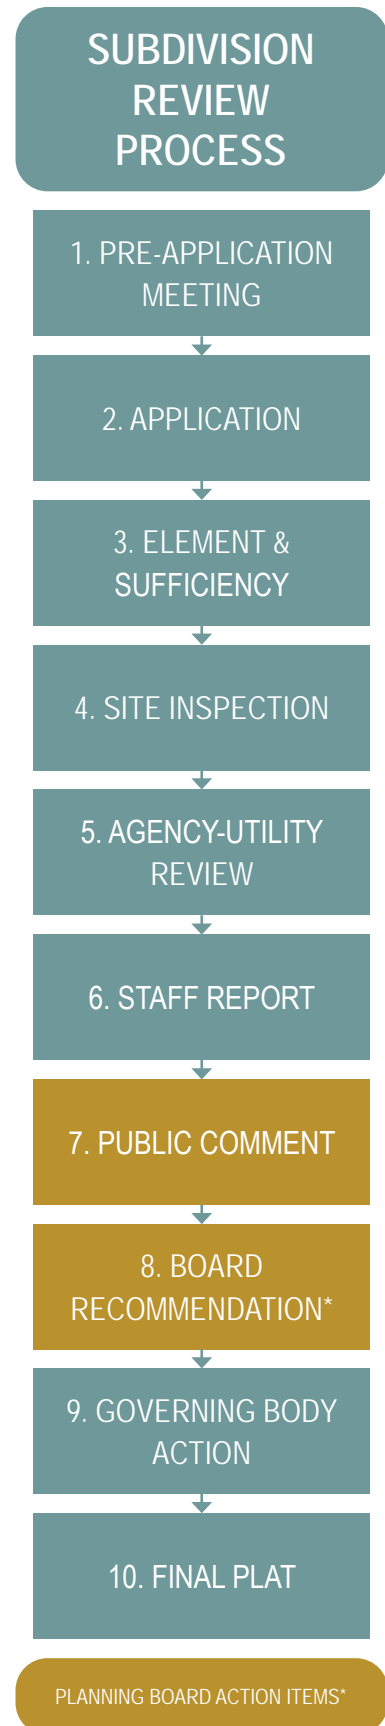 SUBDIVISION
REVIEW
PROCESS
1. PRE-APPLICATION
MEETING
2. APPLICATION
3. ELEMENT &
SUFFICIENCY
4. SITE INSPECTION
5. AGENCY-UTILITY
REVIEW
6. STAFF REPORT
7. PUBLIC COMMENT
8. BOARD
RECOMMENDATION*
9. GOVERNING BODY
ACTION
10. FINAL PLAT
PLANNING BOARD ACTION ITEMS*